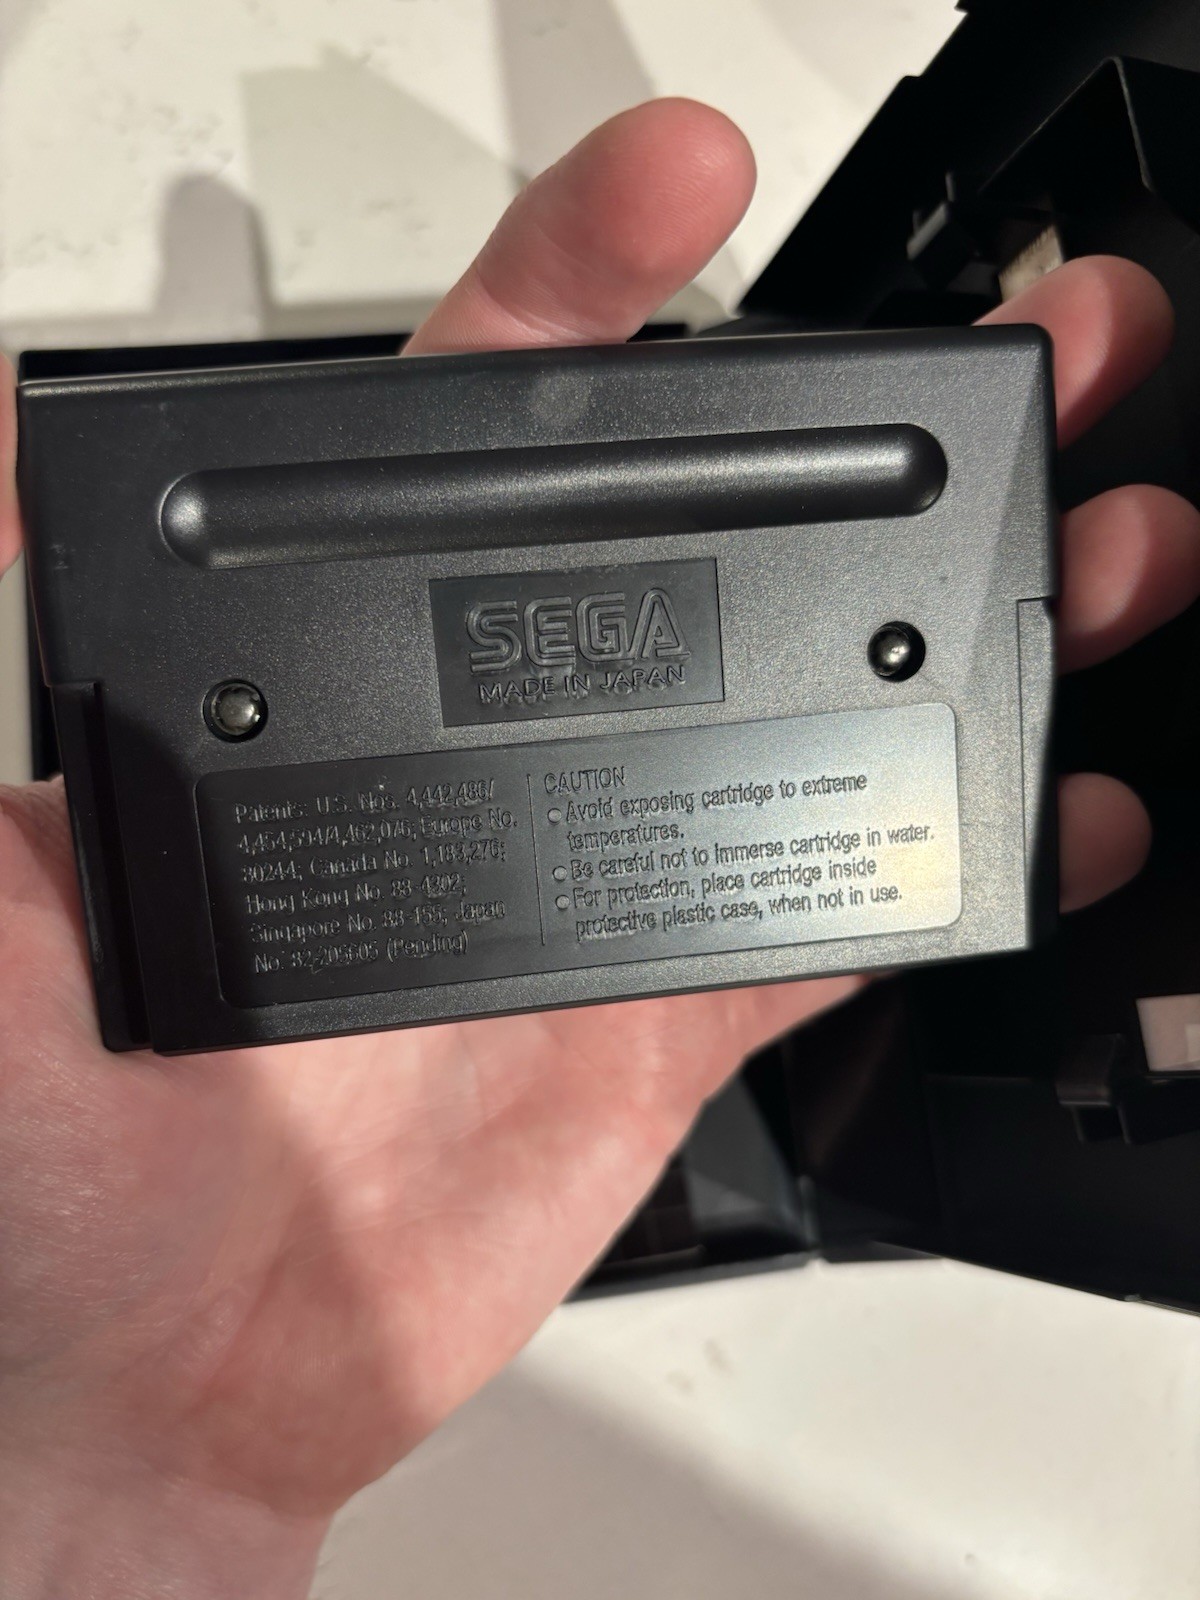 SEGA
MADE IN JAPAN
Patents: U.S. Nos. 4,442,486/
4,454,594/4,462,076; Europe No.
80244; Canada No. 1,183,276;
Hong Kong No. 88-4302;
Singapore No. 88-155; Japan
No. 82-205605 (Pending)
CAUTION
○Avoid exposing cartridge to extreme
temperatures.
○Be careful not to immerse cartridge in water.
○For protection, place cartridge inside
protective plastic case, when not in use.